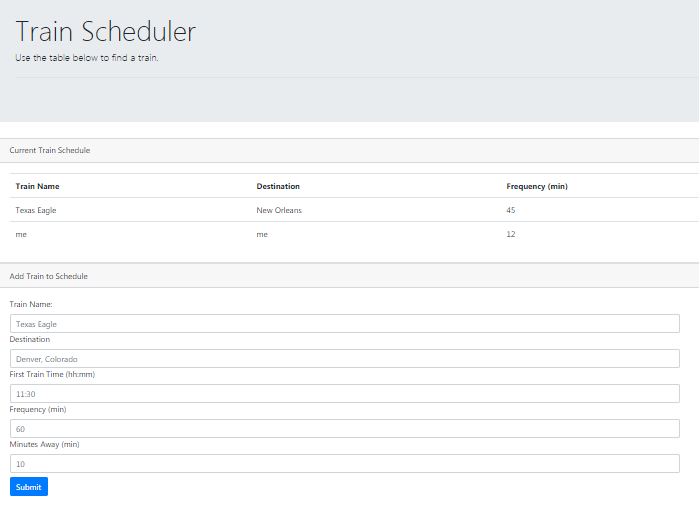 Train Scheduler
Use the table below to find a train.
Current Train Schedule
Train Name Destination Frequency (min)
Texas Eagle New Orleans 45
me me 12
Add Train to Schedule
Train Name:
Texas Eagle
Destination
Denver, Colorado
First Train Time (hh:mm)
11:30
Frequency (min)
60
Minutes Away (min)
10
Submit